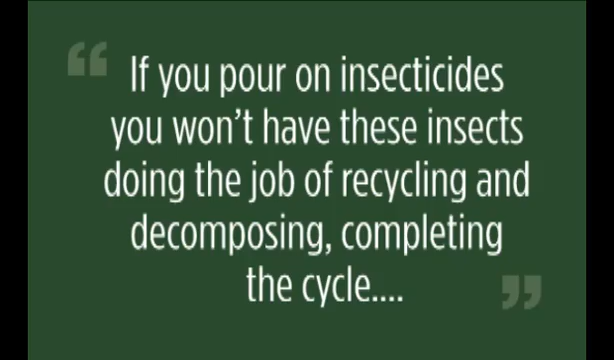 “
If you pour on insecticides
you won’t have these insects
doing the job of recycling and
decomposing, completing
the cycle....
”